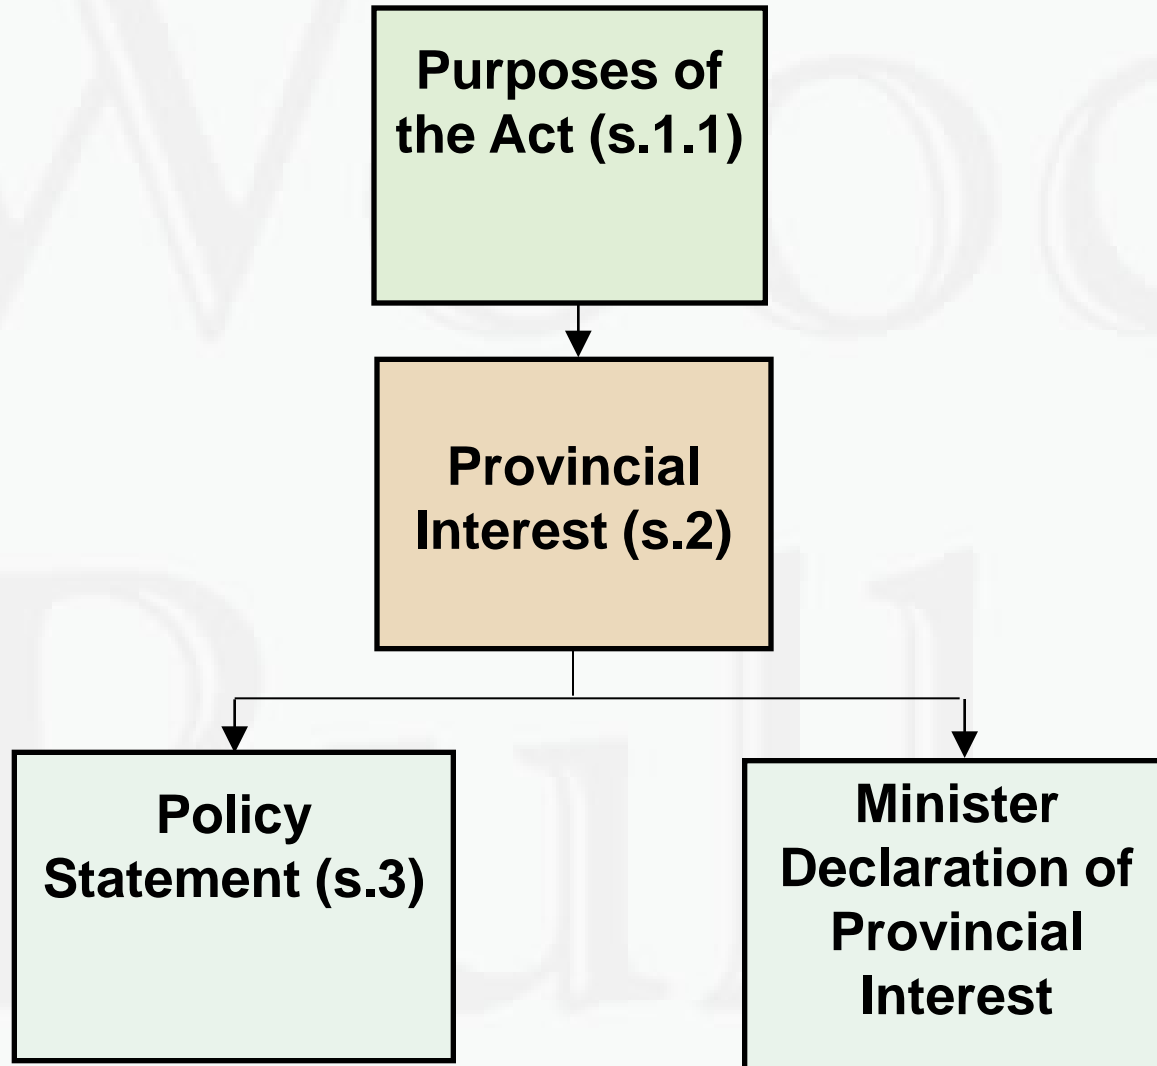 Purposes of
the Act (s.1.1)
Provincial
Interest (s.2)
Policy
Statement (s.3)
Minister
Declaration of
Provincial
Interest